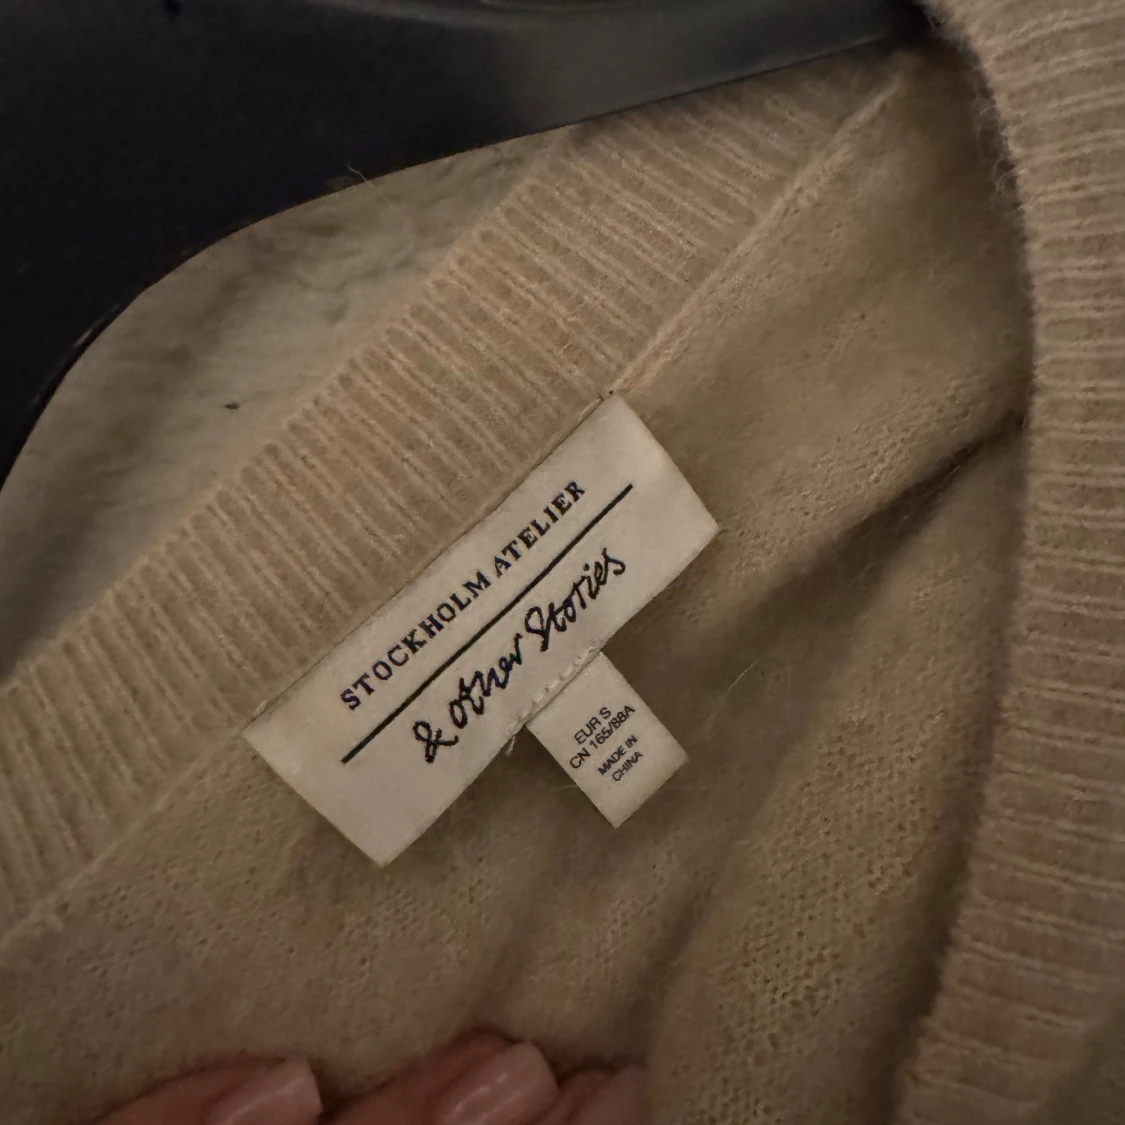 STOCKHOLM ATELIER
& other Stories
EUR S
CN 165/88A
MADE IN
CHINA